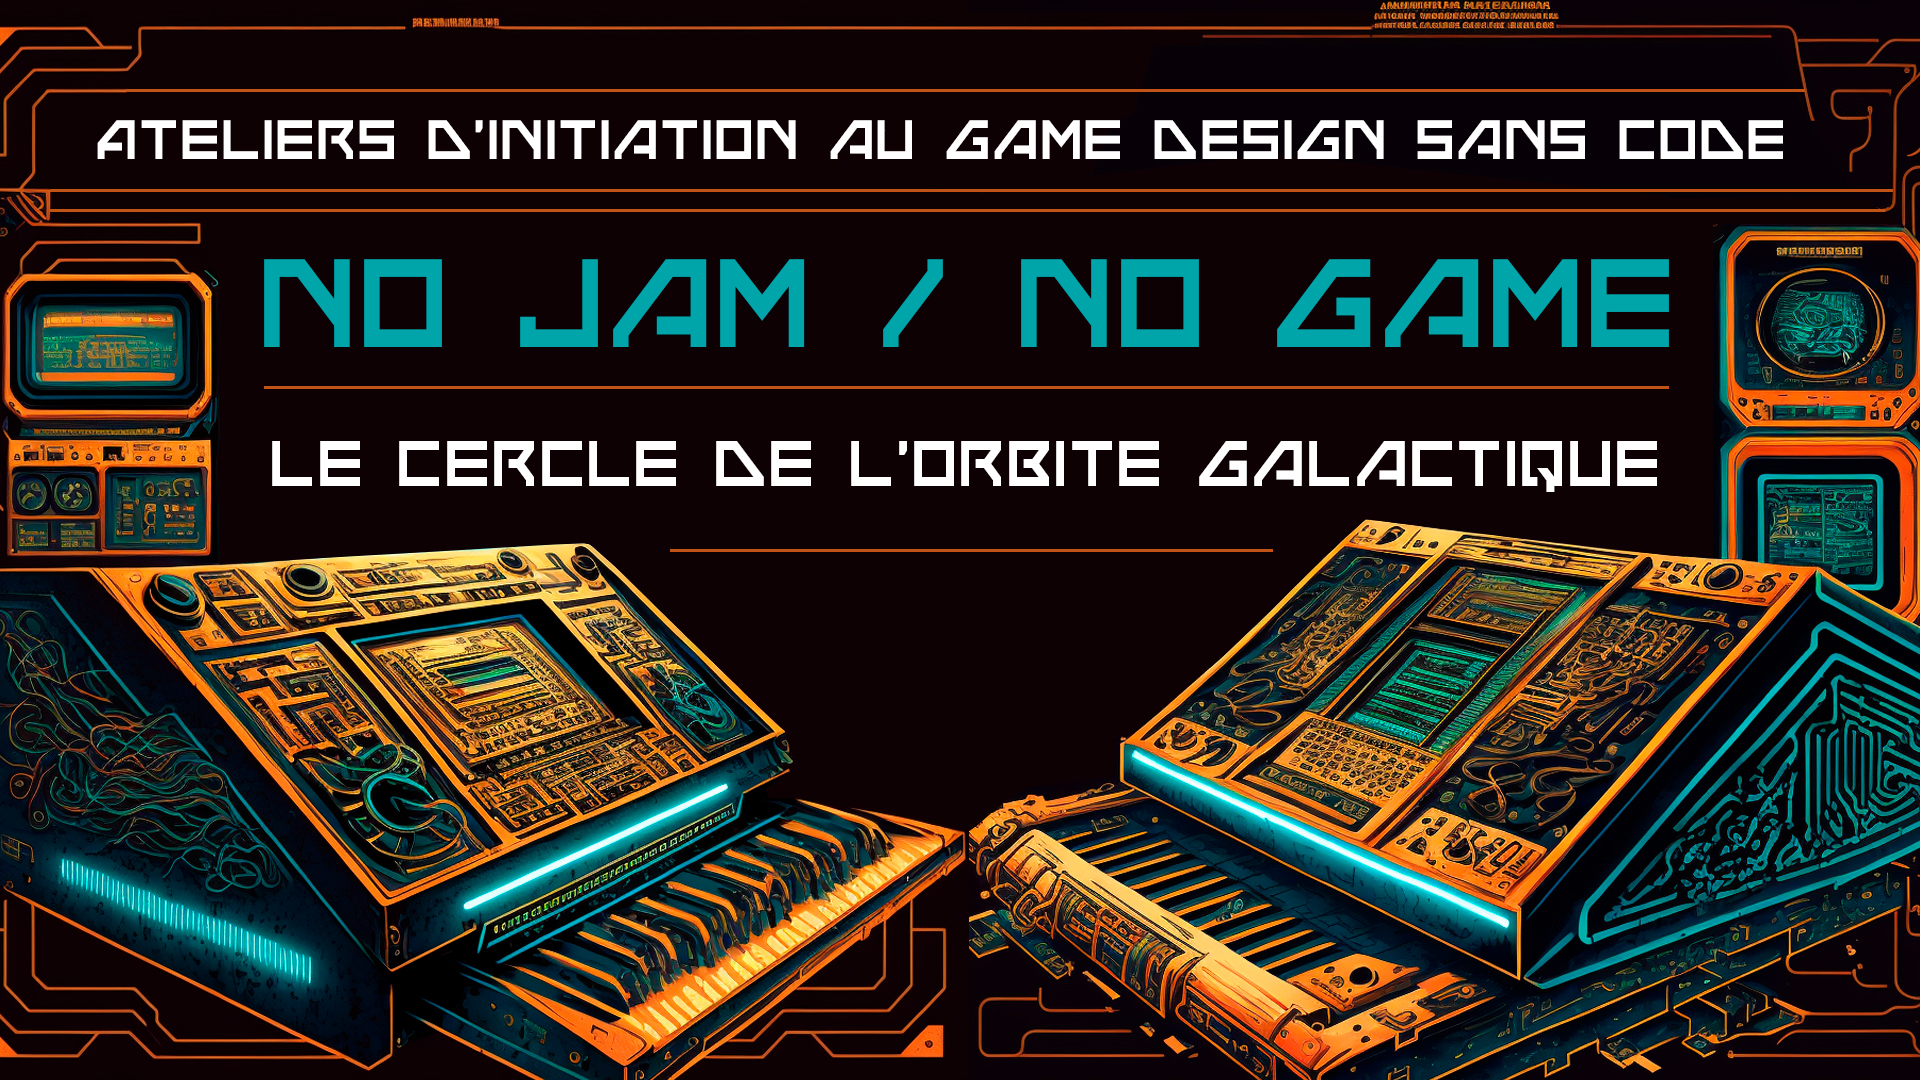 ATELIERS D'INITIATION AU GAME DESIGN SANS CODE
NO JAM / NO GAME
LE CERCLE DE L'ORBITE GALACTIQUE